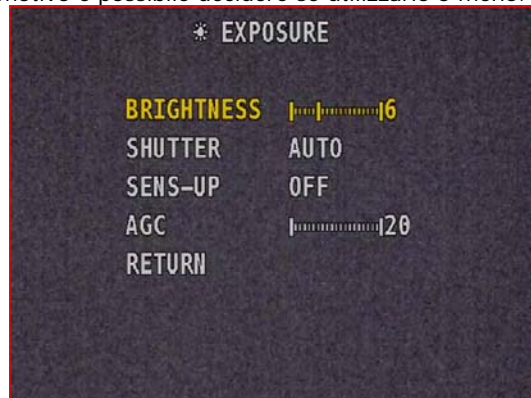 EXPOSURE
BRIGHTNESS 6
SHUTTER AUTO
SENS-UP OFF
AGC 20
RETURN